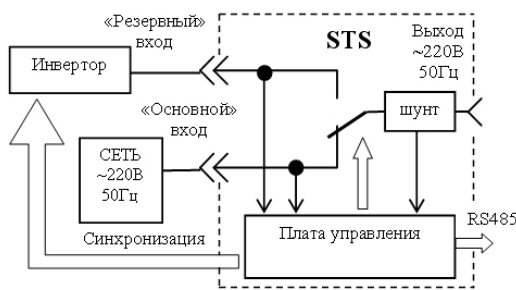 «Резервный»
вход
STS
Выход
~220В
50Гц
Инвертор
«Основной»
вход
шунт
СЕТЬ
~220В
50Гц
Синхронизация
Плата управления
RS485